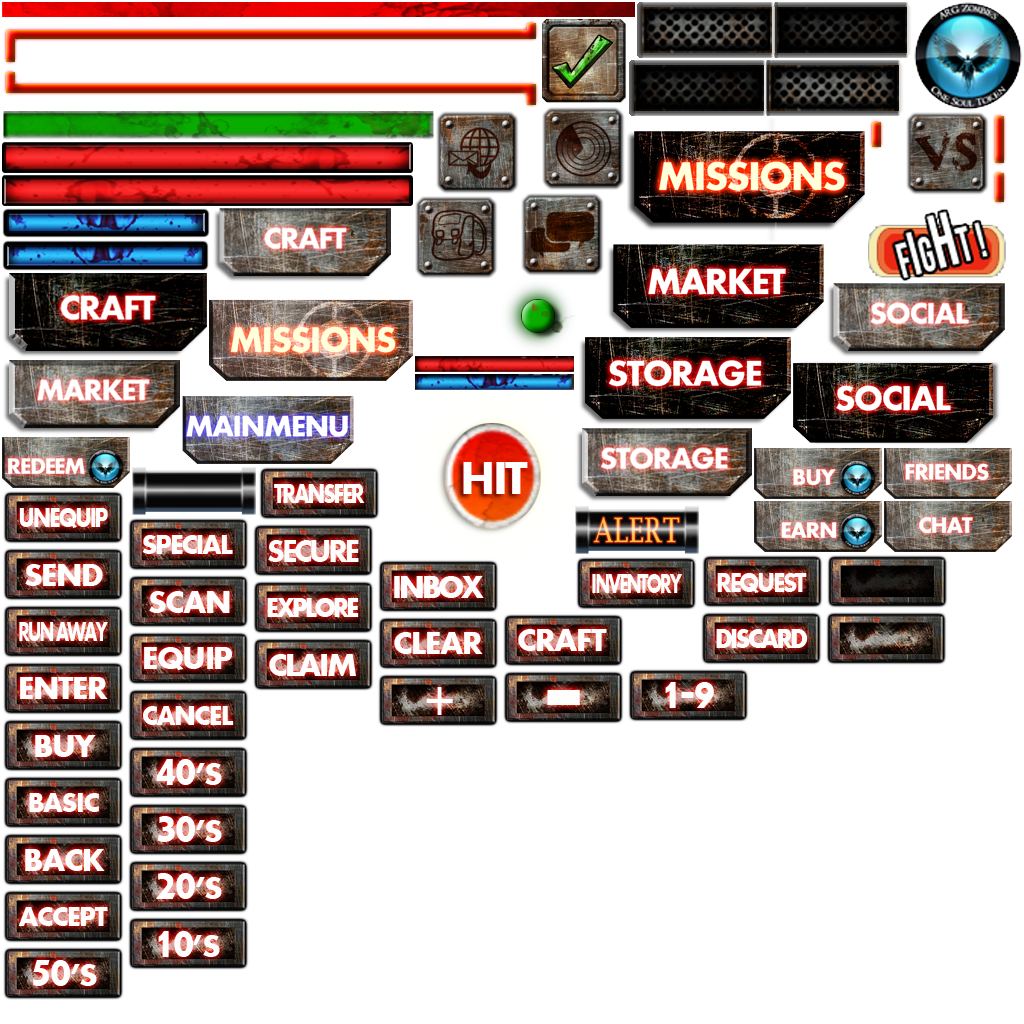 ARG ZOMBIES
ONE SOUL TOKEN
VS
MISSIONS
CRAFT
FIGHT!
MARKET
CRAFT
SOCIAL
MISSIONS
STORAGE
MARKET
SOCIAL
MAINMENU
STORAGE
REDEEM
HIT
BUY
FRIENDS
TRANSFER
UNEQUIP
EARN
CHAT
ALERT
SPECIAL
SECURE
SEND
INBOX
INVENTORY
REQUEST
SCAN
EXPLORE
RUN AWAY
CLEAR
CRAFT
DISCARD
EQUIP
CLAIM
ENTER
+
-
1-9
CANCEL
BUY
40'S
BASIC
30'S
BACK
20'S
ACCEPT
10'S
50'S